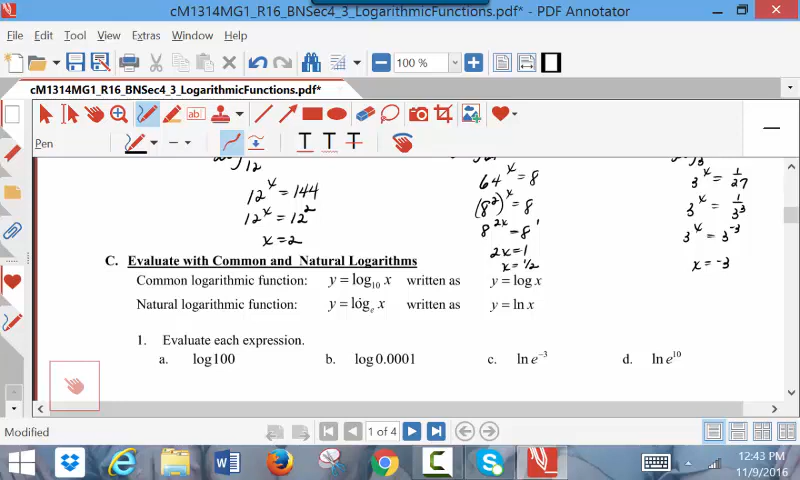 cM1314MG1_R16_BNSec4_3_LogarithmicFunctions.pdf* - PDF Annotator
File Edit Tool View Extras Window Help
100 %
cM1314MG1_R16_BNSec4_3_LogarithmicFunctions.pdf*
ab
Pen
T T T
12
12^x = 144
12^x = 12^2
x = 2
64^x = 8
(8^2)^x = 8
8^2x = 8^1
2x = 1
x = 1/2
3^x = 1/27
3^x = 1/3^3
3^x = 3^-3
x = -3
C. Evaluate with Common and Natural Logarithms
Common logarithmic function: y = log₁₀ x written as y = log x
Natural logarithmic function: y = logₑ x written as y = ln x
1. Evaluate each expression.
a. log100 b. log0.0001 c. ln e⁻³ d. ln e¹⁰
Modified 1 of 4
12:43 PM
11/9/2016